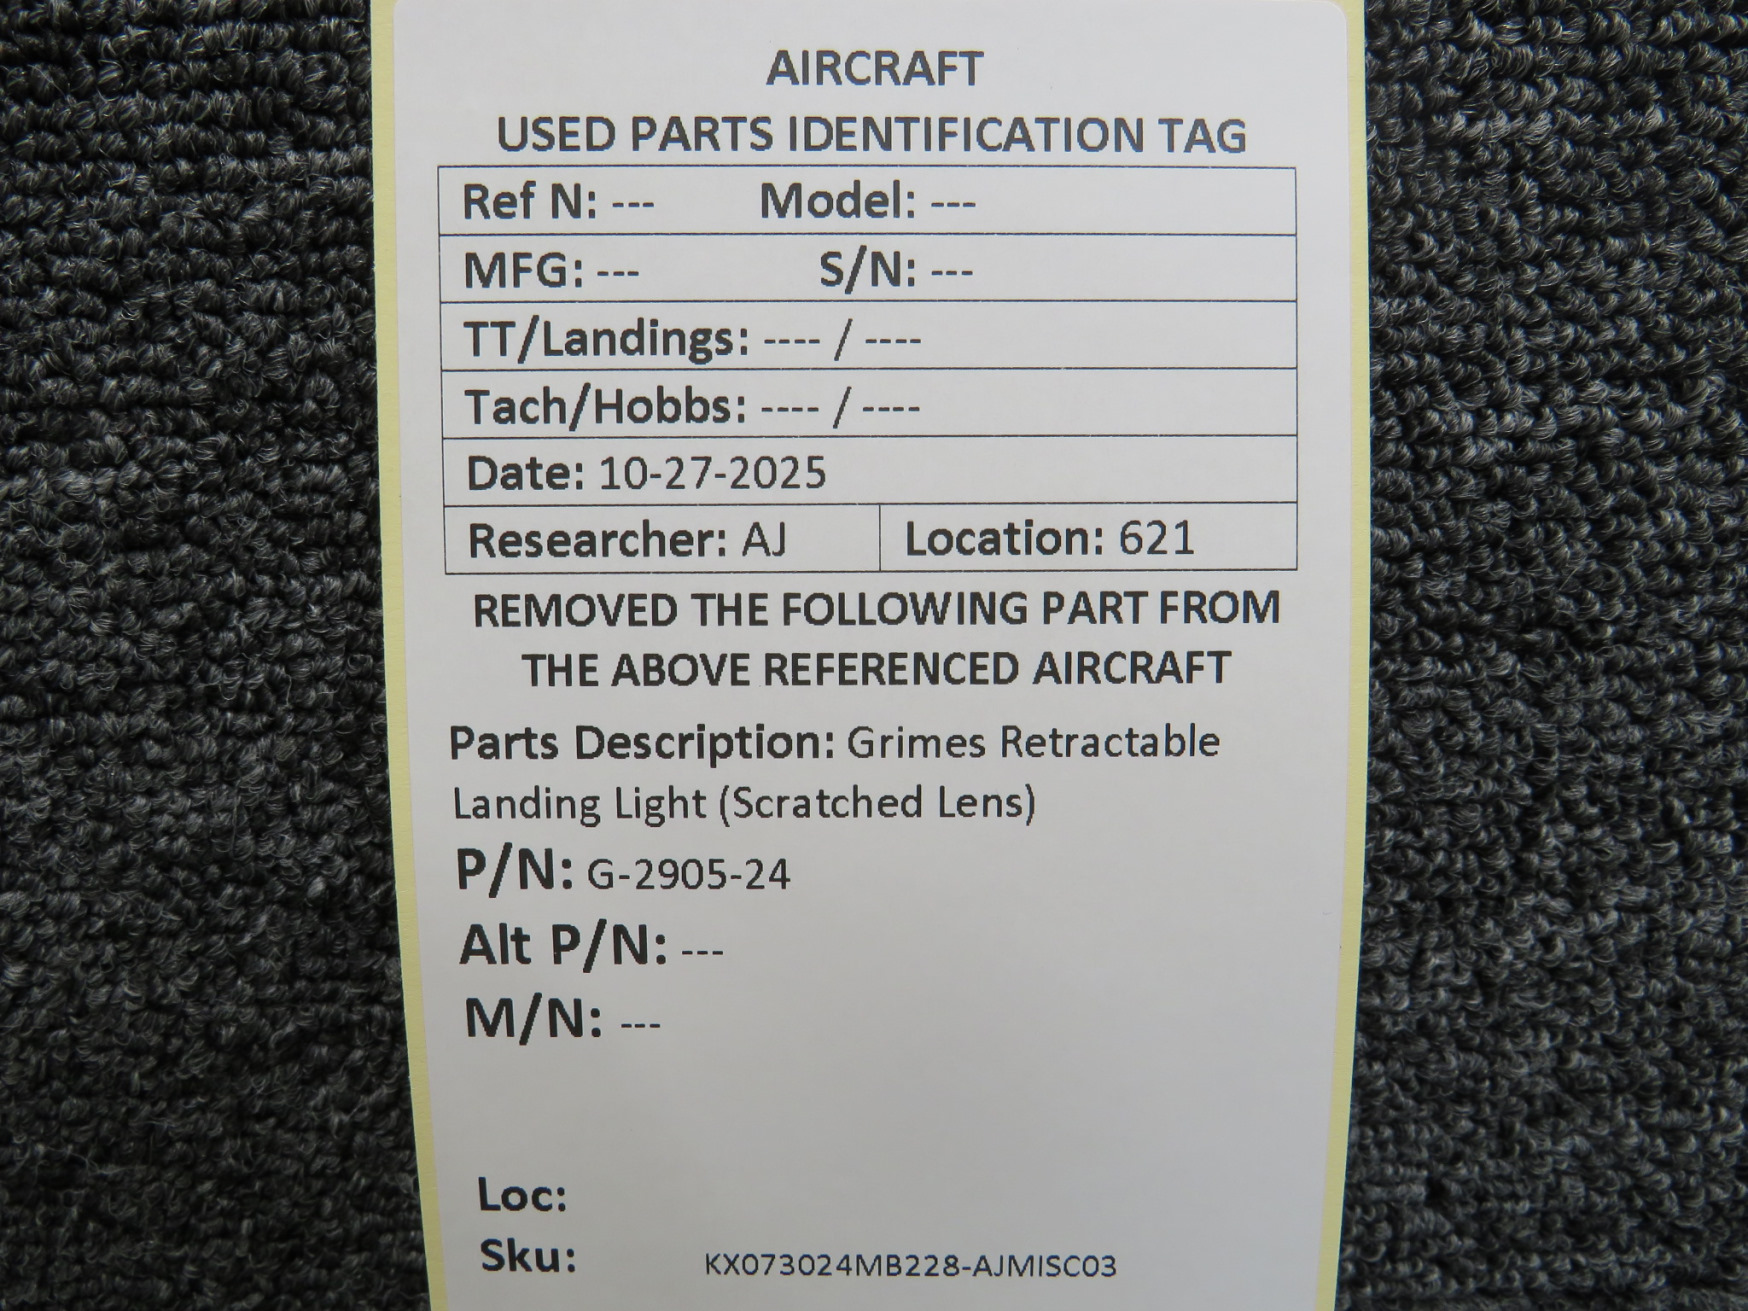 AIRCRAFT
USED PARTS IDENTIFICATION TAG
Ref N: --- Model: ---
MFG: --- S/N: ---
TT/Landings: ---- / ----
Tach/Hobbs: ---- / ----
Date: 10-27-2025
Researcher: AJ Location: 621
REMOVED THE FOLLOWING PART FROM
THE ABOVE REFERENCED AIRCRAFT
Parts Description: Grimes Retractable
Landing Light (Scratched Lens)
P/N: G-2905-24
Alt P/N: ---
M/N: ---
Loc:
Sku: KX073024MB228-AJMISC03